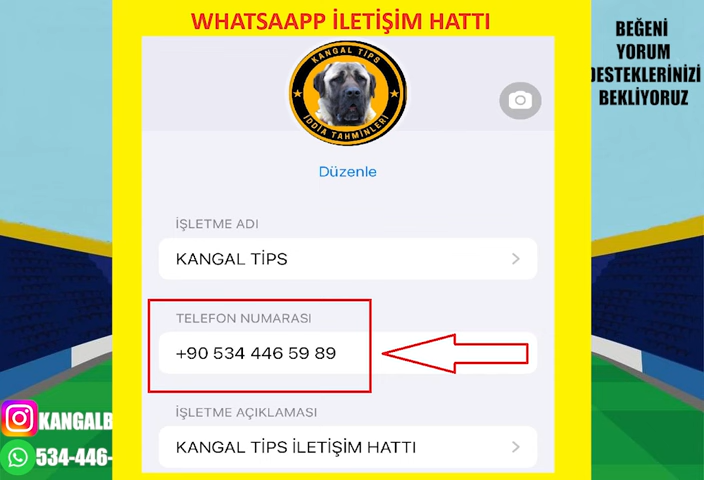 WHATSAAPP İLETİŞİM HATTI
BEĞENİ
YORUM
DESTEKLERİNİZİ
BEKLİYORUZ
KANGAL TİPS
İDDİA TAHMİNLERİ
Düzenle
İŞLETME ADI
KANGAL TİPS
TELEFON NUMARASI
+90 534 446 59 89
İŞLETME AÇIKLAMASI
KANGAL TİPS İLETİŞİM HATTI
KANGALB
534-446-